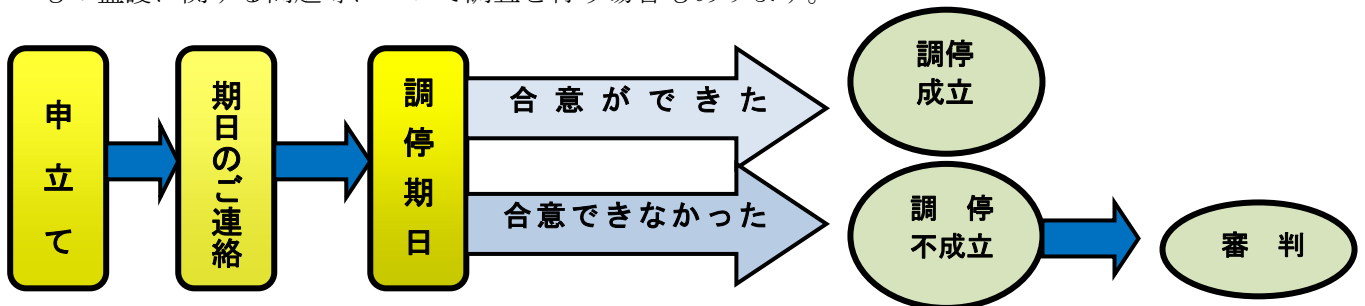 申立て
期日のご連絡
調停期日
合意ができた
合意できなかった
調停
成立
調　停
不成立
審　判